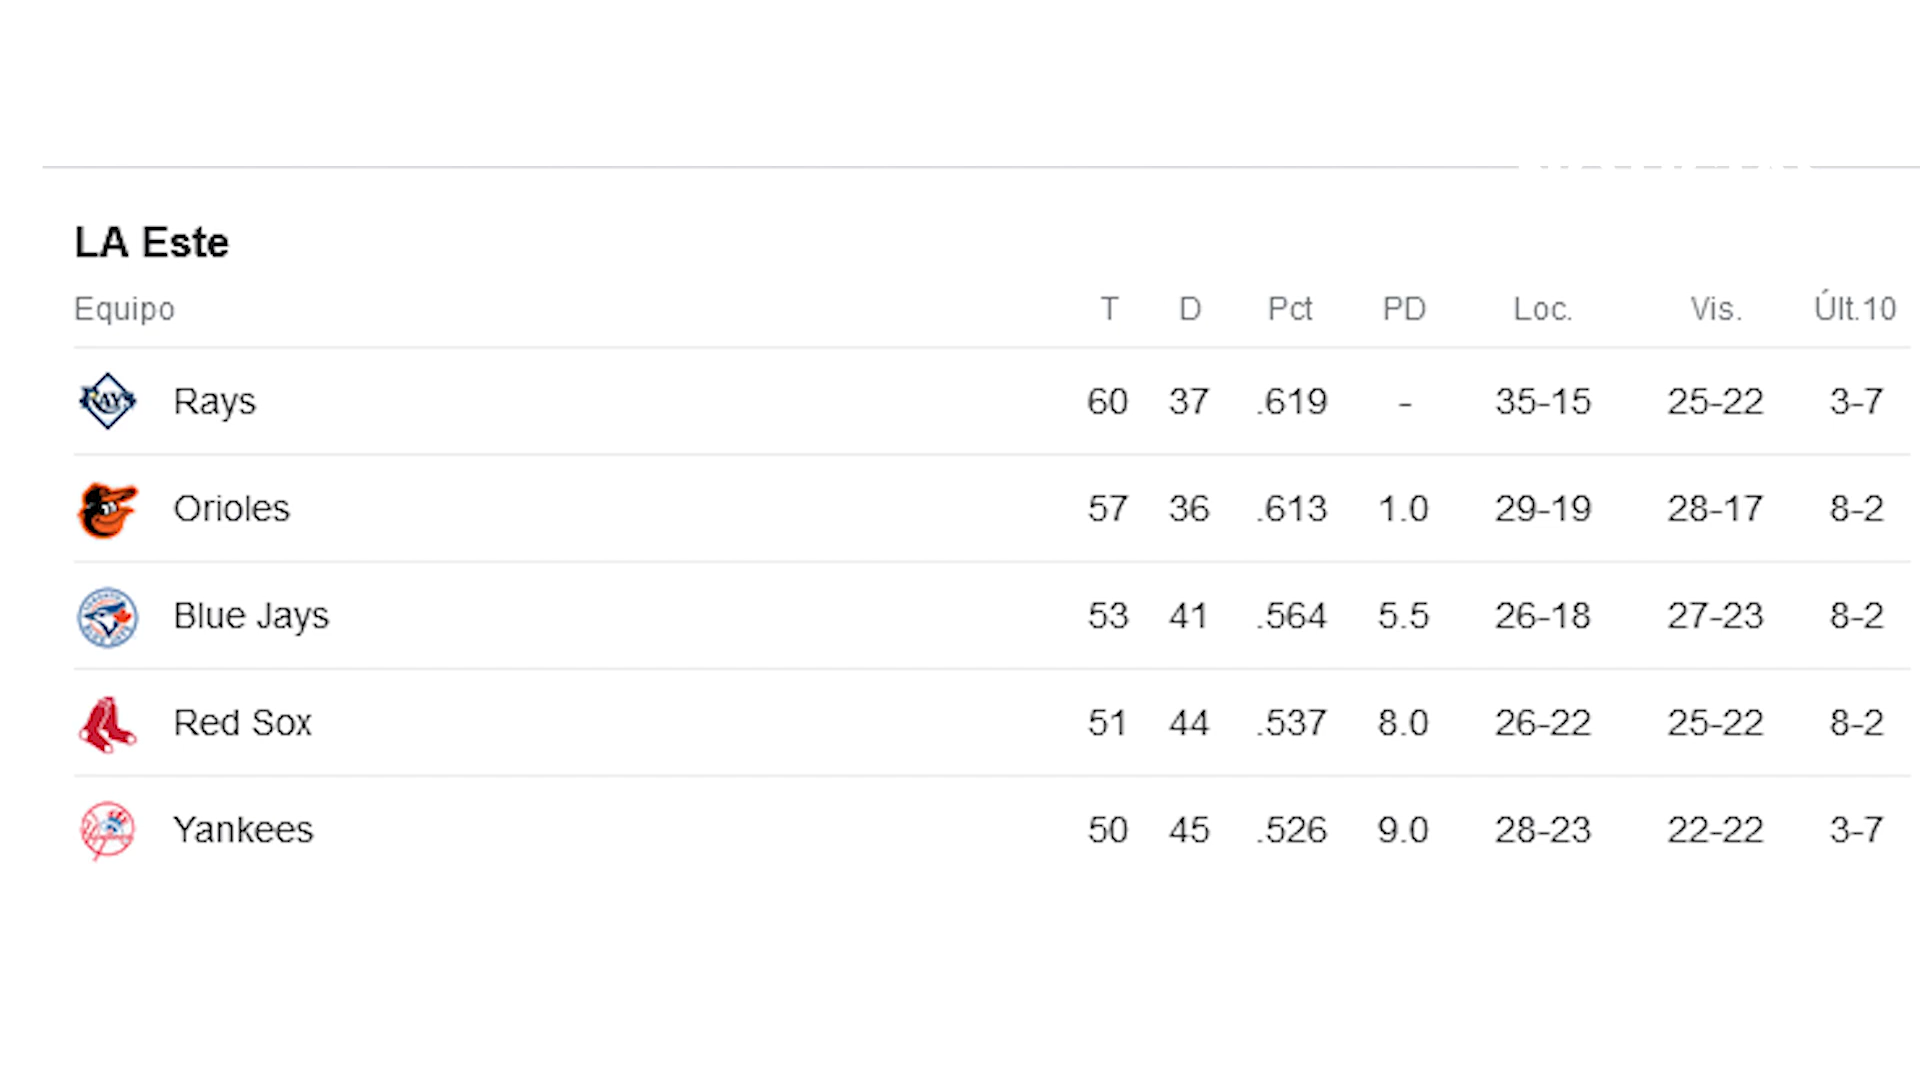 LA Este
Equipo T D Pct PD Loc. Vis. Últ.10
RAYS Rays 60 37 .619 - 35-15 25-22 3-7
Orioles 57 36 .613 1.0 29-19 28-17 8-2
Blue Jays 53 41 .564 5.5 26-18 27-23 8-2
Red Sox 51 44 .537 8.0 26-22 25-22 8-2
Yankees 50 45 .526 9.0 28-23 22-22 3-7